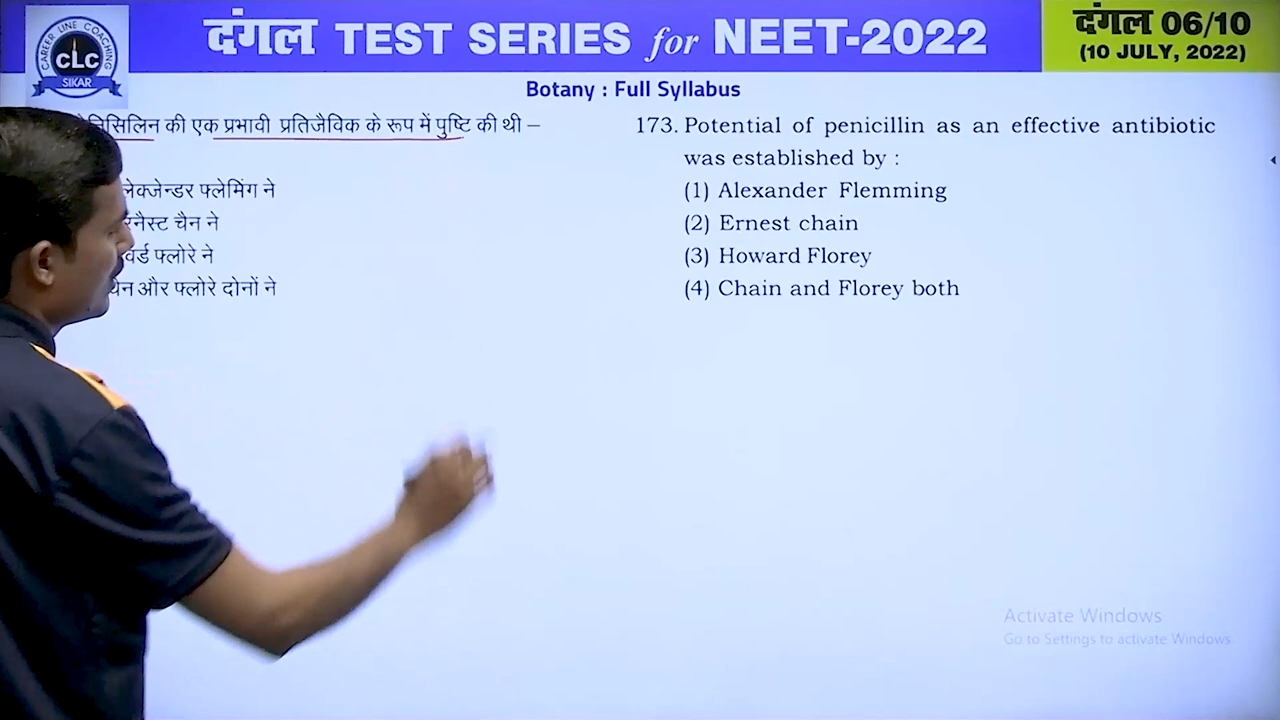 दंगल TEST SERIES for NEET-2022
दंगल 06/10
(10 JULY, 2022)
CAREER LINE COACHING
CLC
SIKAR
Botany : Full Syllabus
की एक प्रभावी प्रतिजैविक के रूप में पुष्टि की थी –
फ्लेमिंग ने
चैन ने
फ्लोरे ने
और फ्लोरे दोनों ने
173. Potential of penicillin as an effective antibiotic
was established by :
(1) Alexander Flemming
(2) Ernest chain
(3) Howard Florey
(4) Chain and Florey both
Activate Windows
Go to Settings to activate Windows.